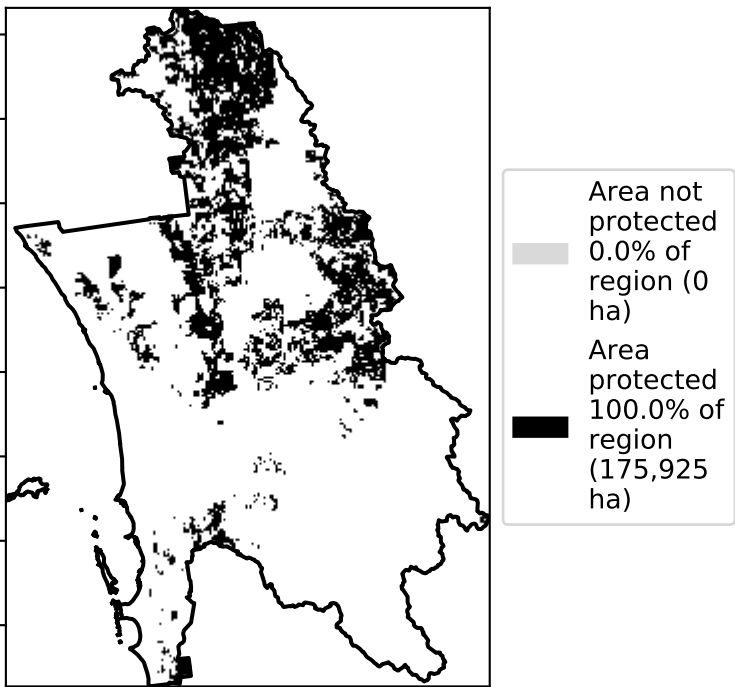 Area not
protected
0.0% of
region (0
ha)
Area
protected
100.0% of
region
(175,925
ha)